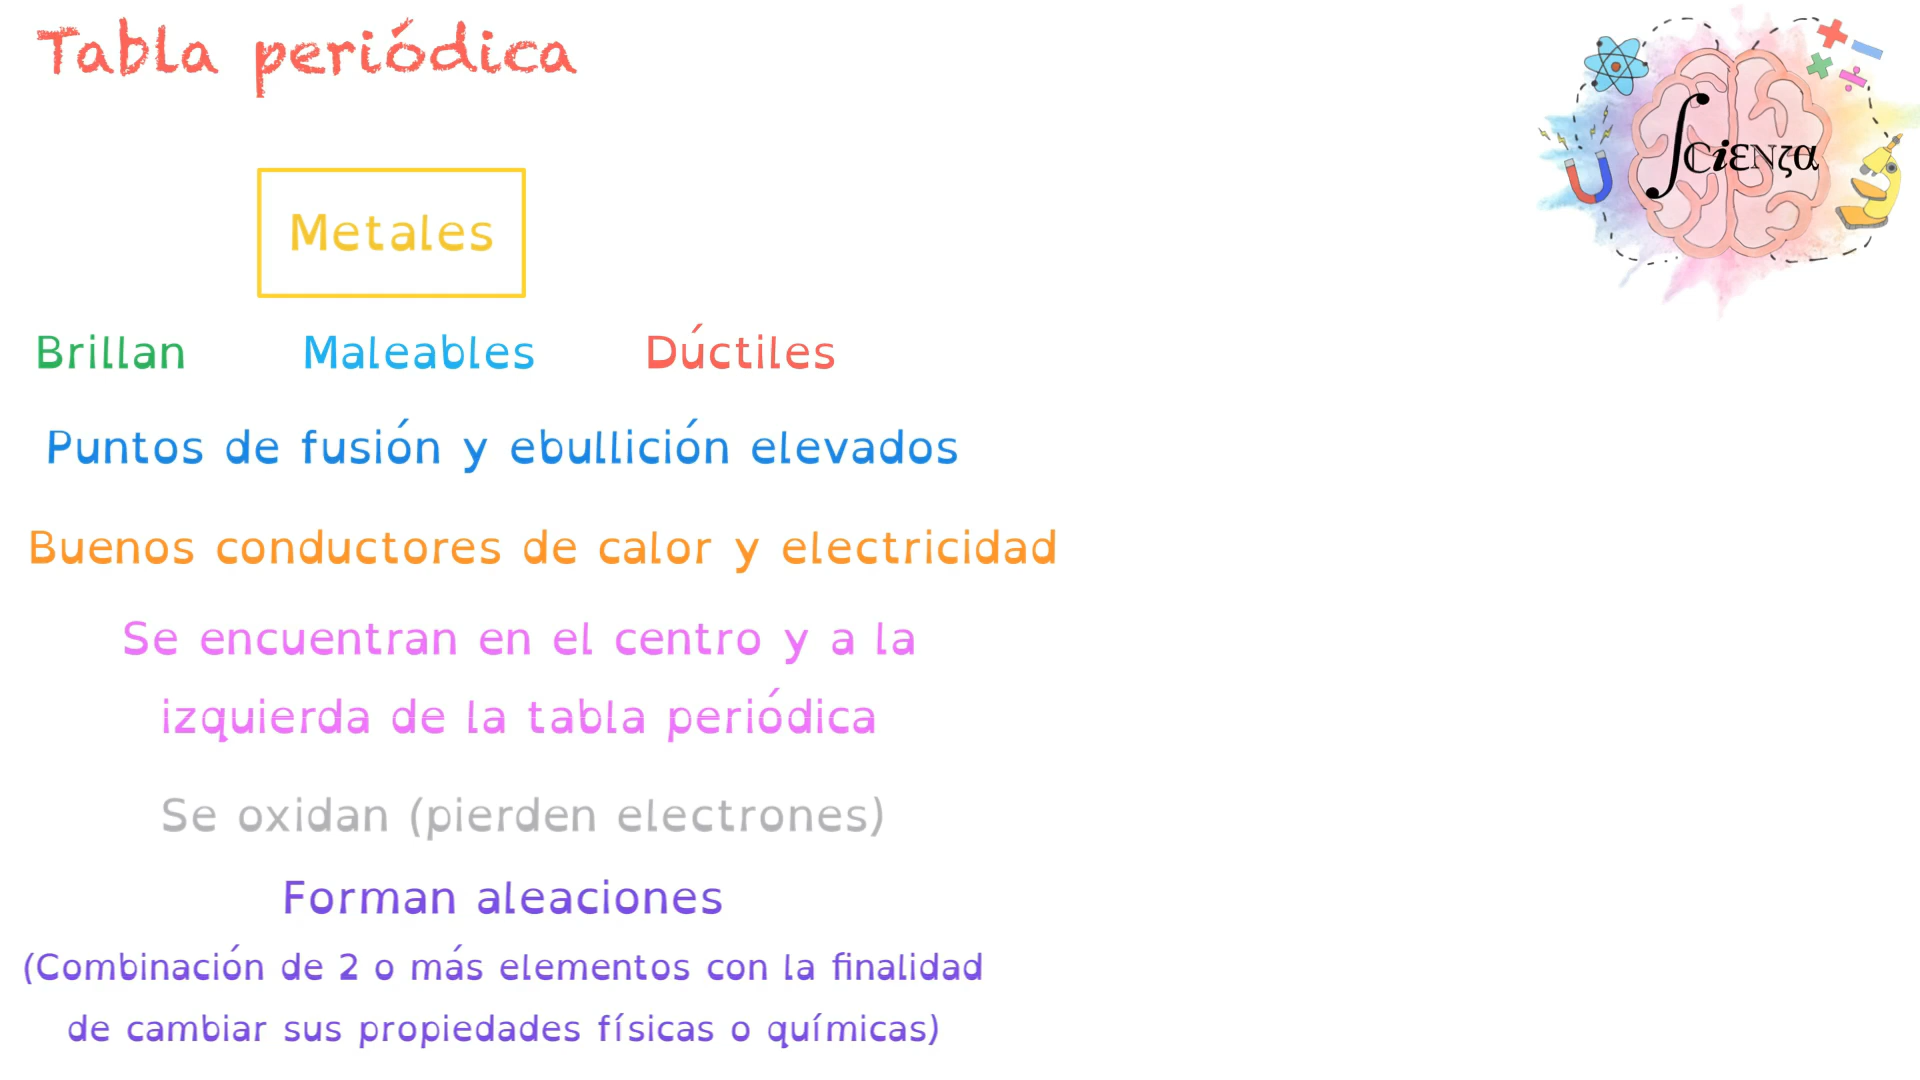 Tabla periódica
∫CiεNζα
Metales
Brillan Maleables Dúctiles
Puntos de fusión y ebullición elevados
Buenos conductores de calor y electricidad
Se encuentran en el centro y a la
izquierda de la tabla periódica
Se oxidan (pierden electrones)
Forman aleaciones
(Combinación de 2 o más elementos con la finalidad
de cambiar sus propiedades físicas o químicas)